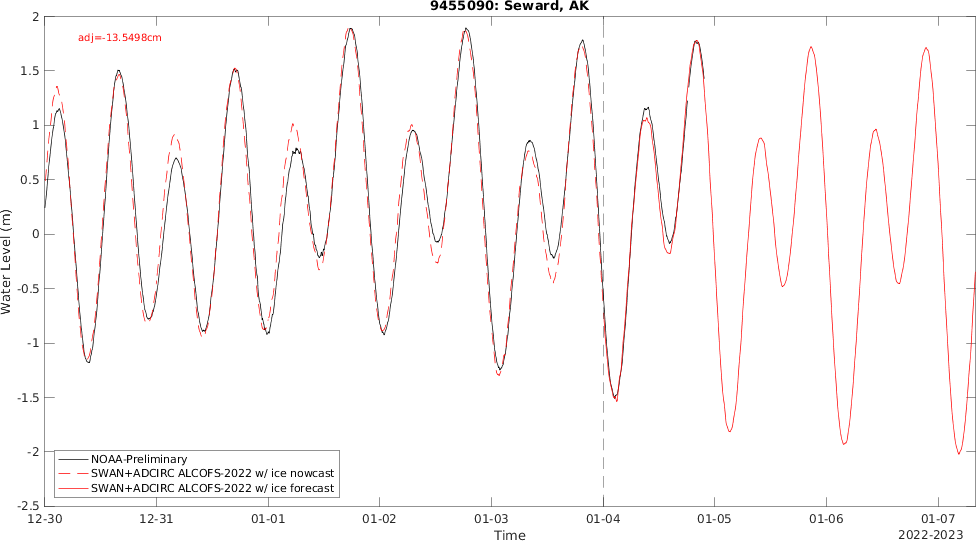 9455090: Seward, AK
adj=-13.5498cm
Water Level (m)
2
1.5
1
0.5
0
-0.5
-1
-1.5
-2
-2.5
NOAA-Preliminary
SWAN+ADCIRC ALCOFS-2022 w/ ice nowcast
SWAN+ADCIRC ALCOFS-2022 w/ ice forecast
12-30 12-31 01-01 01-02 01-03 01-04 01-05 01-06 01-07
Time
2022-2023